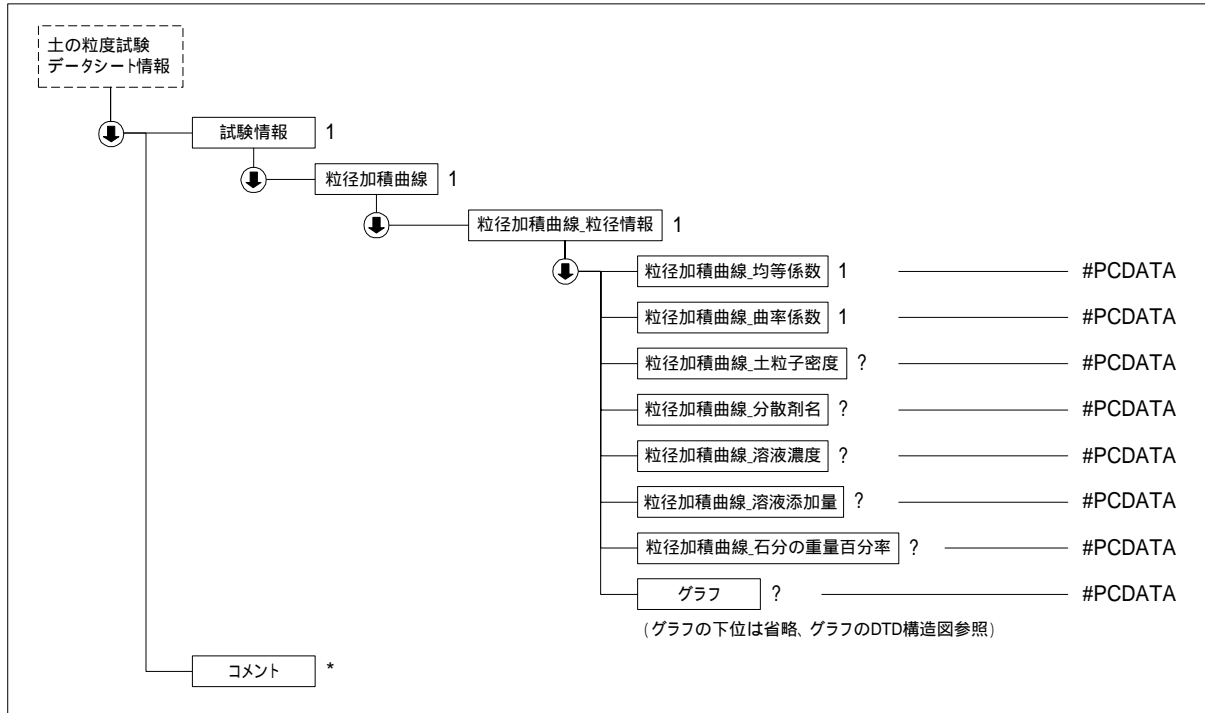 土の粒度試験
データシート情報
試験情報 1
粒径加積曲線 1
粒径加積曲線_粒径情報 1
粒径加積曲線_均等係数 1 #PCDATA
粒径加積曲線_曲率係数 1 #PCDATA
粒径加積曲線_土粒子密度 ? #PCDATA
粒径加積曲線_分散剤名 ? #PCDATA
粒径加積曲線_溶液濃度 ? #PCDATA
粒径加積曲線_溶液添加量 ? #PCDATA
粒径加積曲線_石分の重量百分率 ? #PCDATA
グラフ ? #PCDATA
(グラフの下位は省略、グラフのDTD構造図参照)
コメント *